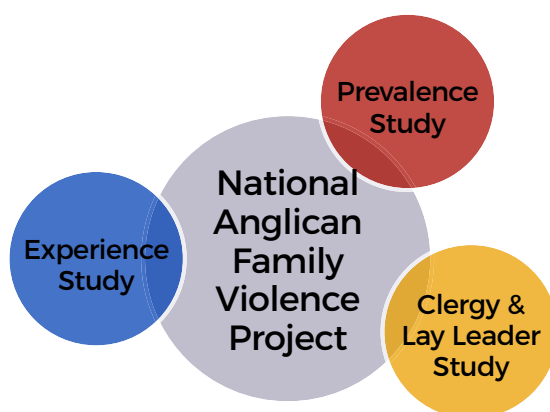 Prevalence
Study
National
Anglican
Family
Violence
Project
Experience
Study
Clergy &
Lay Leader
Study